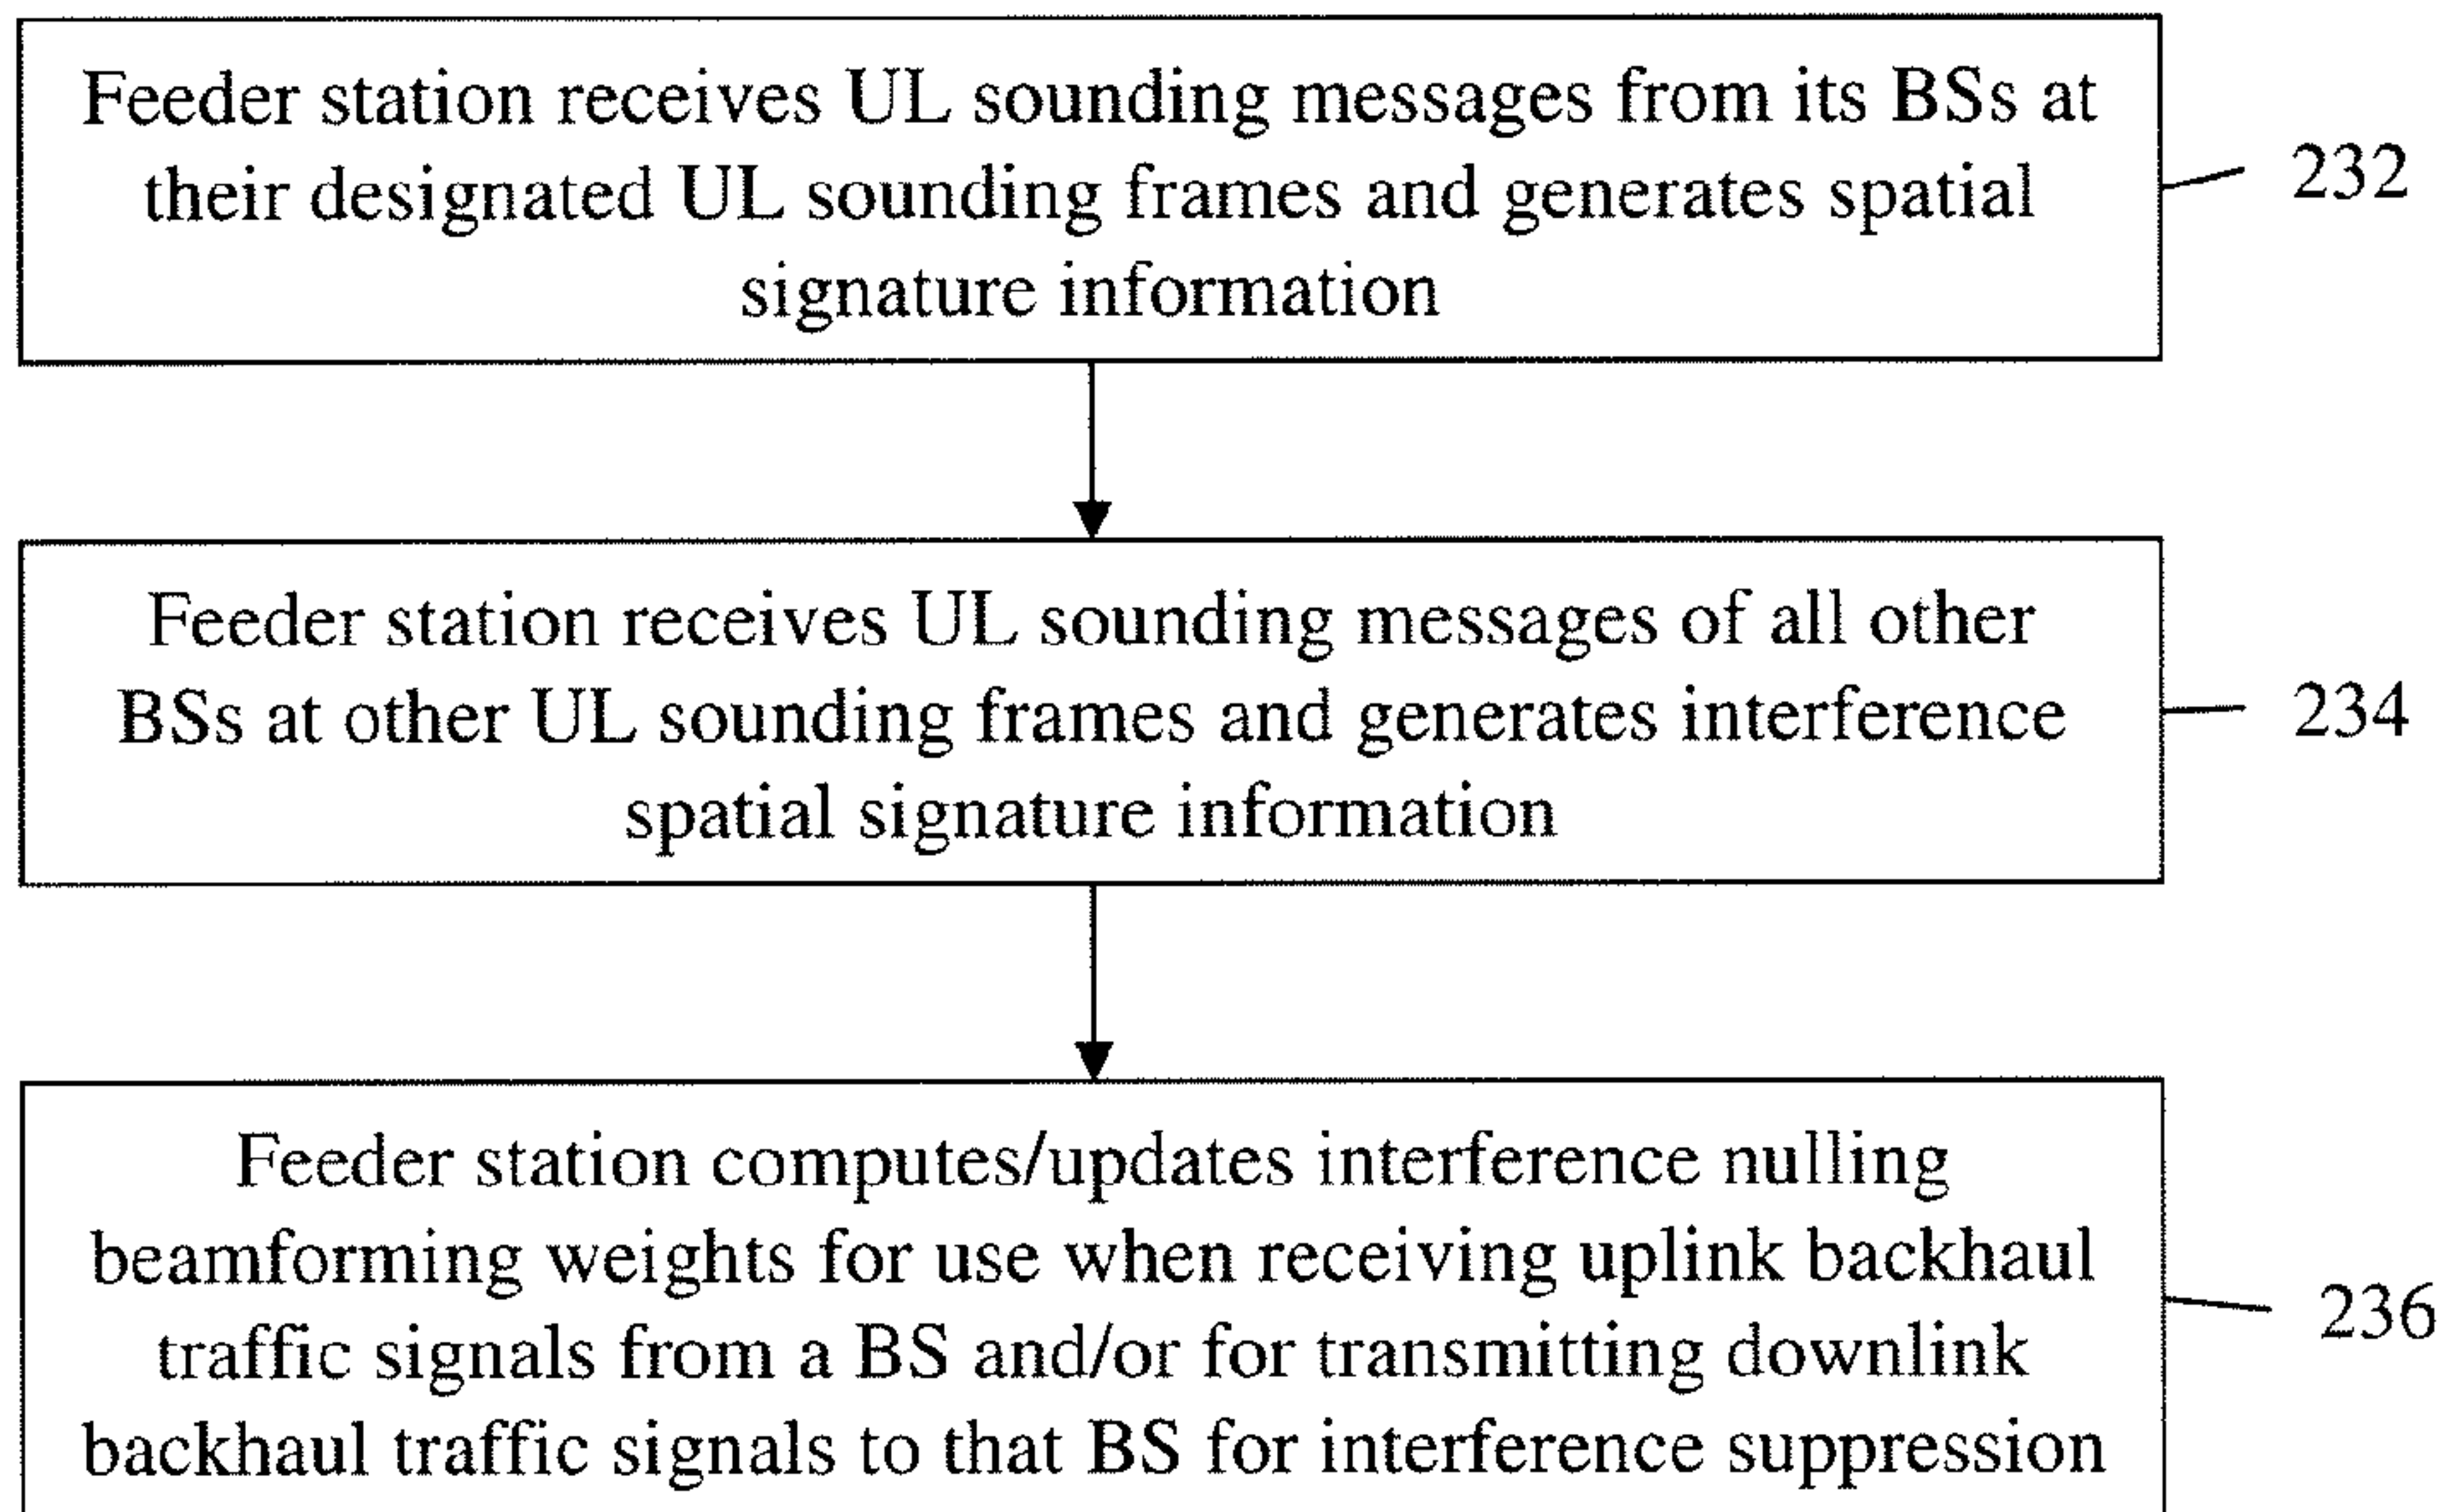 Feeder station receives UL sounding messages from its BSs at
their designated UL sounding frames and generates spatial
signature information
232
Feeder station receives UL sounding messages of all other
BSs at other UL sounding frames and generates interference
spatial signature information
234
Feeder station computes/updates interference nulling
beamforming weights for use when receiving uplink backhaul
traffic signals from a BS and/or for transmitting downlink
backhaul traffic signals to that BS for interference suppression
236